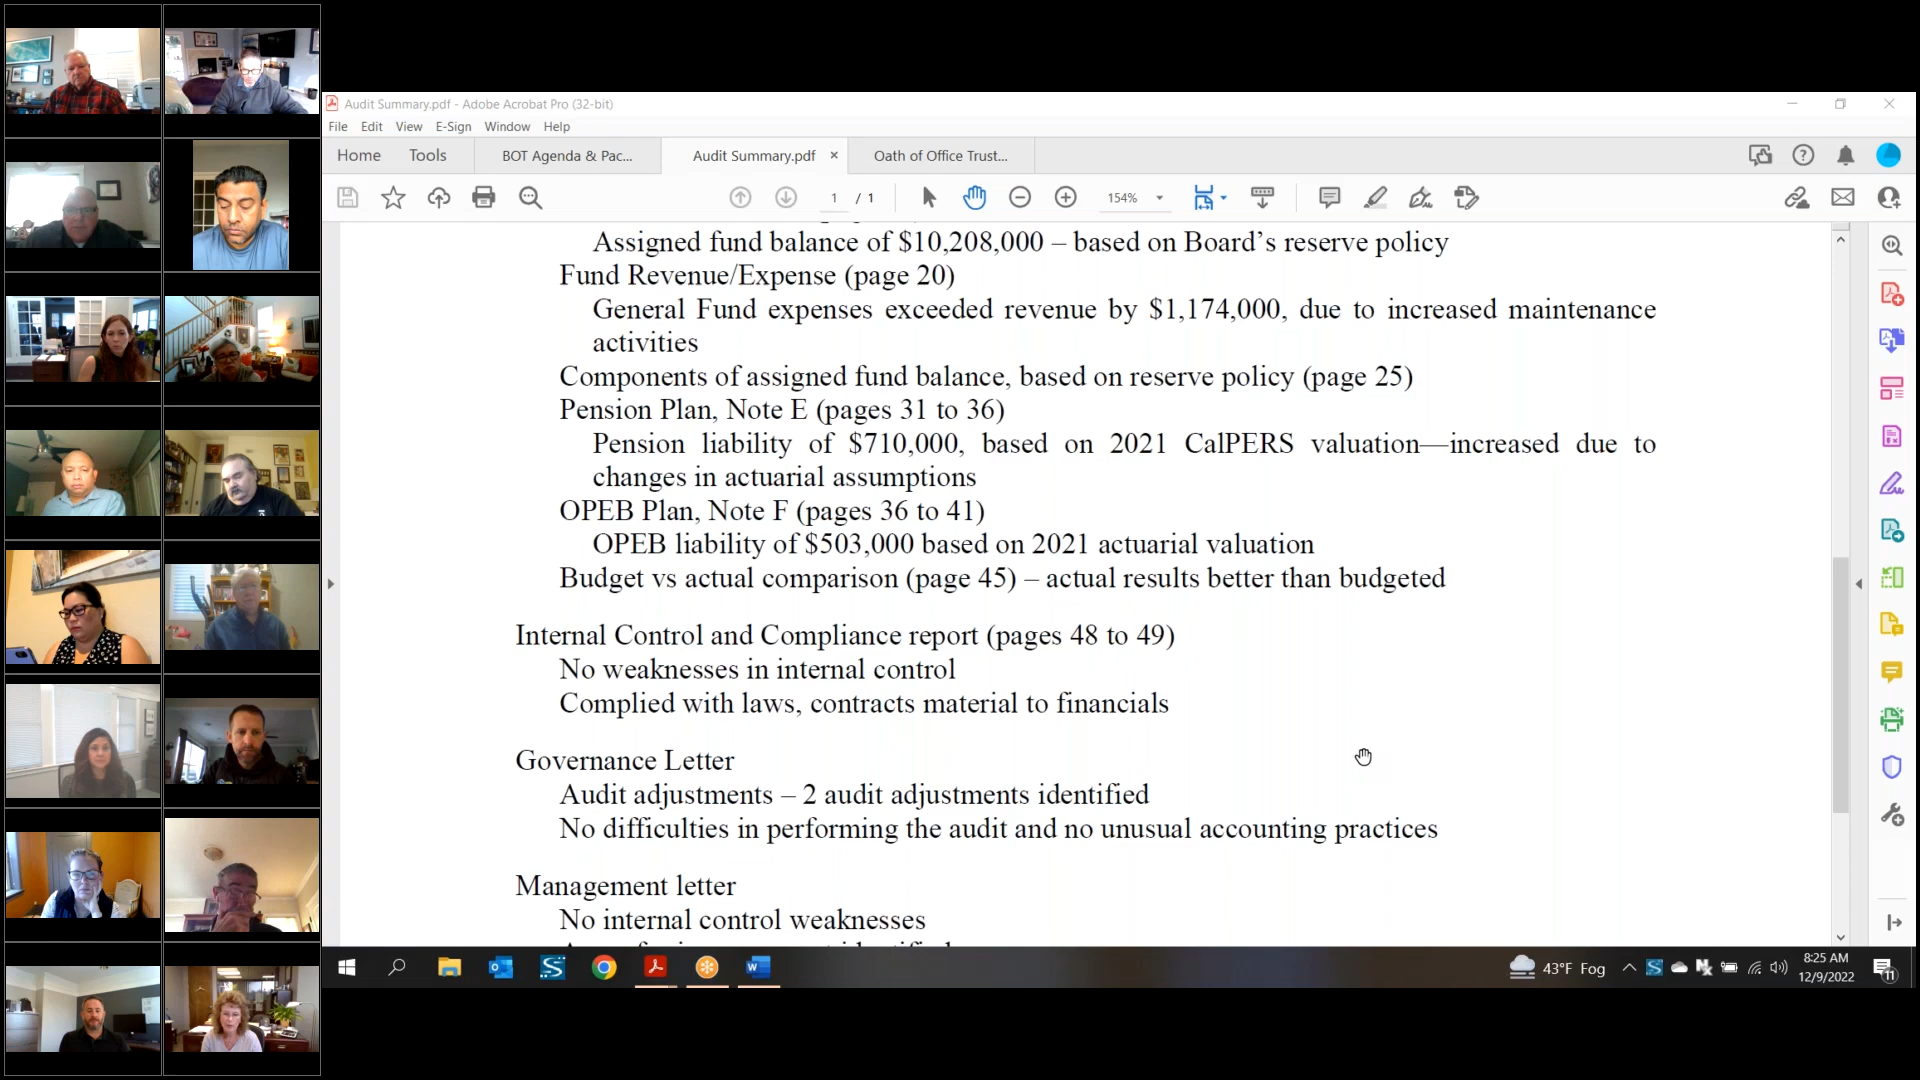 Audit Summary.pdf - Adobe Acrobat Pro (32-bit)
File Edit View E-Sign Window Help
Home Tools BOT Agenda & Pac... Audit Summary.pdf × Oath of Office Trust...
1 / 1 154%
Assigned fund balance of $10,208,000 – based on Board’s reserve policy
Fund Revenue/Expense (page 20)
General Fund expenses exceeded revenue by $1,174,000, due to increased maintenance
activities
Components of assigned fund balance, based on reserve policy (page 25)
Pension Plan, Note E (pages 31 to 36)
Pension liability of $710,000, based on 2021 CalPERS valuation—increased due to
changes in actuarial assumptions
OPEB Plan, Note F (pages 36 to 41)
OPEB liability of $503,000 based on 2021 actuarial valuation
Budget vs actual comparison (page 45) – actual results better than budgeted
Internal Control and Compliance report (pages 48 to 49)
No weaknesses in internal control
Complied with laws, contracts material to financials
Governance Letter
Audit adjustments – 2 audit adjustments identified
No difficulties in performing the audit and no unusual accounting practices
Management letter
No internal control weaknesses
43°F Fog
8:25 AM
12/9/2022
11